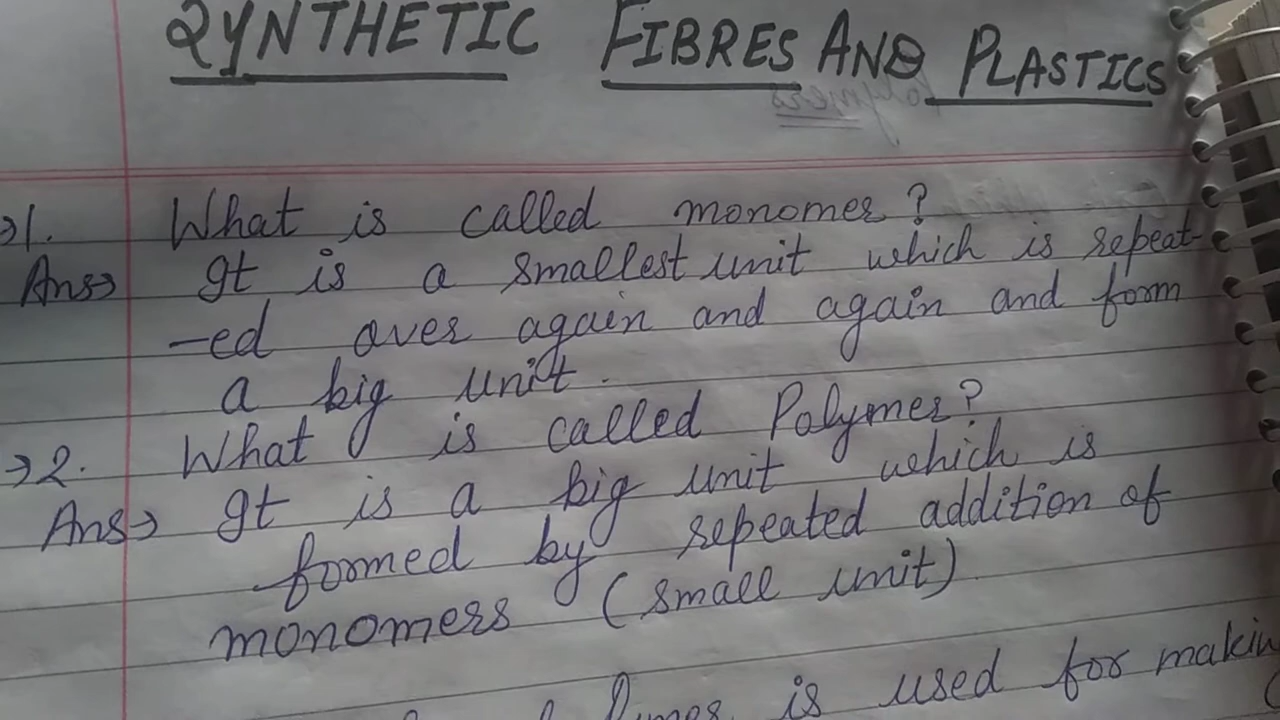 SYNTHETIC FIBRES AND PLASTICS
→1. What is called monomer?
Ans→ It is a smallest unit which is repeat-
-ed over again and again and form
a big unit.
→2. What is called Polymer?
Ans→ It is a big unit which is
formed by repeated addition of
monomers (small unit)
is used for making